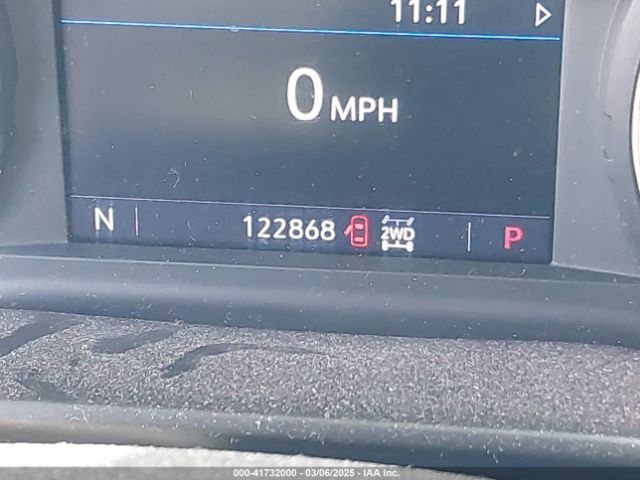 11:11
0 MPH
N 122868 2WD P
000-41732000 - 03/06/2025 - IAA Inc.